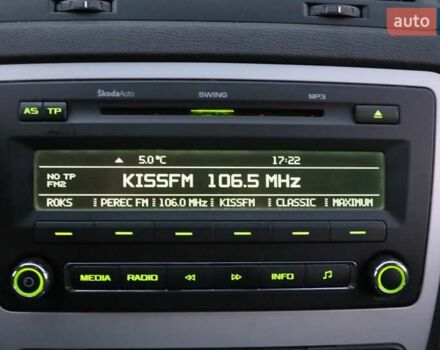 auto
ŠkodaAuto SWING MP3
AS TP
5.0 °C 17:22
NO TP
FM2
KISSFM 106.5 MHz
ROKS PEREC FM 106.0 MHz KISSFM CLASSIC MAXIMUM
MEDIA RADIO INFO